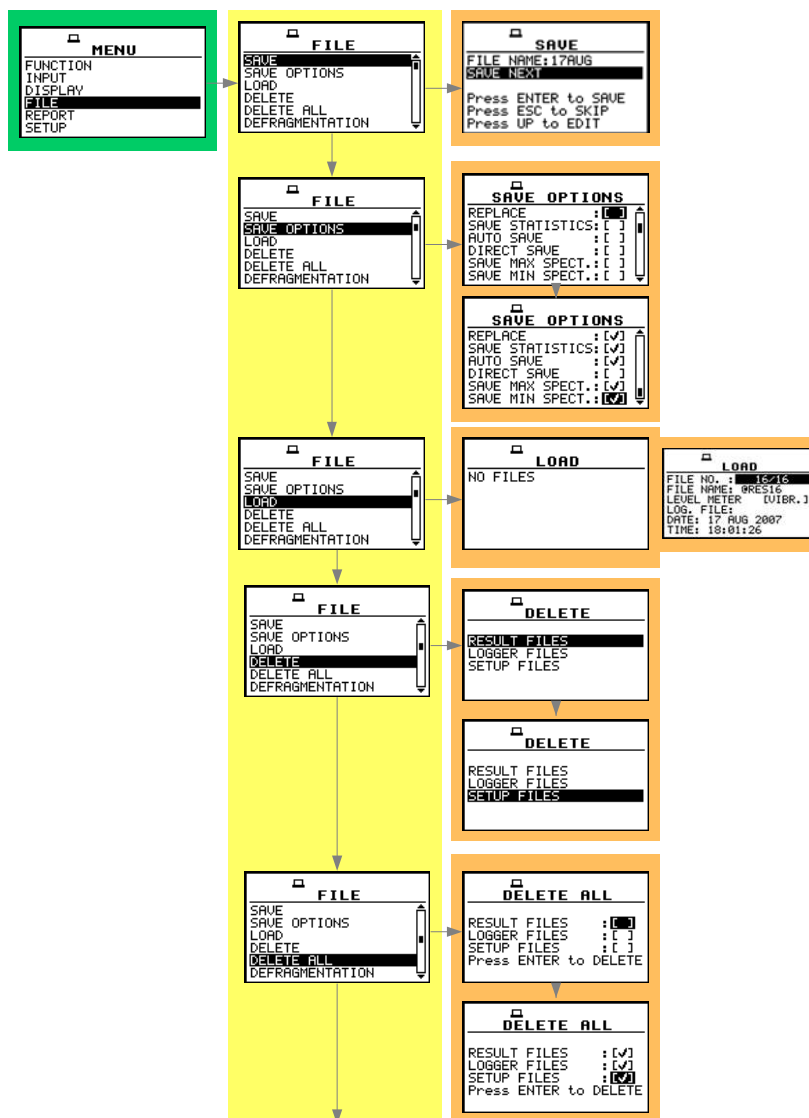 MENU
FUNCTION
INPUT
DISPLAY
FILE
REPORT
SETUP
FILE
SAVE
SAVE OPTIONS
LOAD
DELETE
DELETE ALL
DEFRAGMENTATION
SAVE
FILE NAME:17AUG
SAVE NEXT
Press ENTER to SAVE
Press ESC to SKIP
Press UP to EDIT
FILE
SAVE
SAVE OPTIONS
LOAD
DELETE
DELETE ALL
DEFRAGMENTATION
SAVE OPTIONS
REPLACE :[ ]
SAVE STATISTICS:[ ]
AUTO SAVE :[ ]
DIRECT SAVE :[ ]
SAVE MAX SPECT.:[ ]
SAVE MIN SPECT.:[ ]
SAVE OPTIONS
REPLACE :[√]
SAVE STATISTICS:[√]
AUTO SAVE :[√]
DIRECT SAVE :[ ]
SAVE MAX SPECT.:[√]
SAVE MIN SPECT.:[√]
FILE
SAVE
SAVE OPTIONS
LOAD
DELETE
DELETE ALL
DEFRAGMENTATION
LOAD
NO FILES
LOAD
FILE NO. : 16/16
FILE NAME: @RES16
LEVEL METER [VIBR.]
LOG. FILE:
DATE: 17 AUG 2007
TIME: 18:01:26
FILE
SAVE
SAVE OPTIONS
LOAD
DELETE
DELETE ALL
DEFRAGMENTATION
DELETE
RESULT FILES
LOGGER FILES
SETUP FILES
DELETE
RESULT FILES
LOGGER FILES
SETUP FILES
FILE
SAVE
SAVE OPTIONS
LOAD
DELETE
DELETE ALL
DEFRAGMENTATION
DELETE ALL
RESULT FILES :[ ]
LOGGER FILES :[ ]
SETUP FILES :[ ]
Press ENTER to DELETE
DELETE ALL
RESULT FILES :[√]
LOGGER FILES :[√]
SETUP FILES :[√]
Press ENTER to DELETE